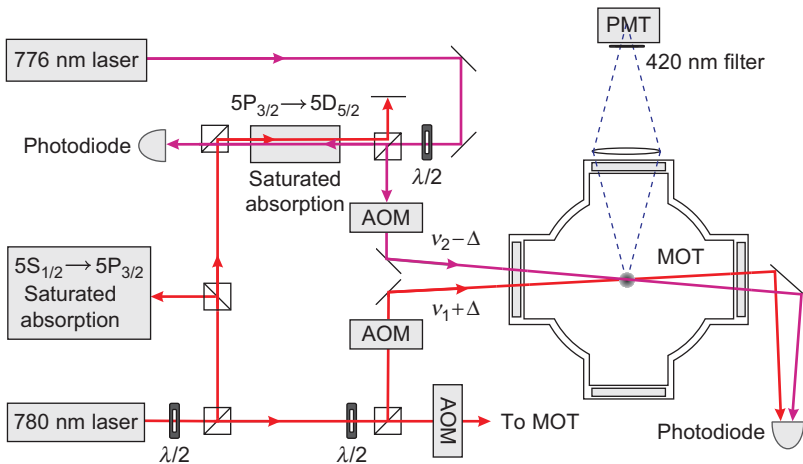 PMT
776 nm laser
420 nm filter
5P₃/₂→5D₅/₂
Photodiode
λ/2
Saturated
absorption
AOM
ν₂−Δ
MOT
5S₁/₂→5P₃/₂
Saturated
absorption
ν₁+Δ
AOM
780 nm laser
λ/2
λ/2
AOM
To MOT
Photodiode